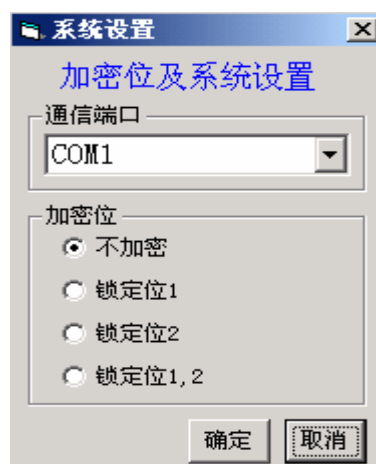 系统设置
加密位及系统设置
通信端口
COM1
加密位
不加密
锁定位1
锁定位2
锁定位1,2
确定 取消